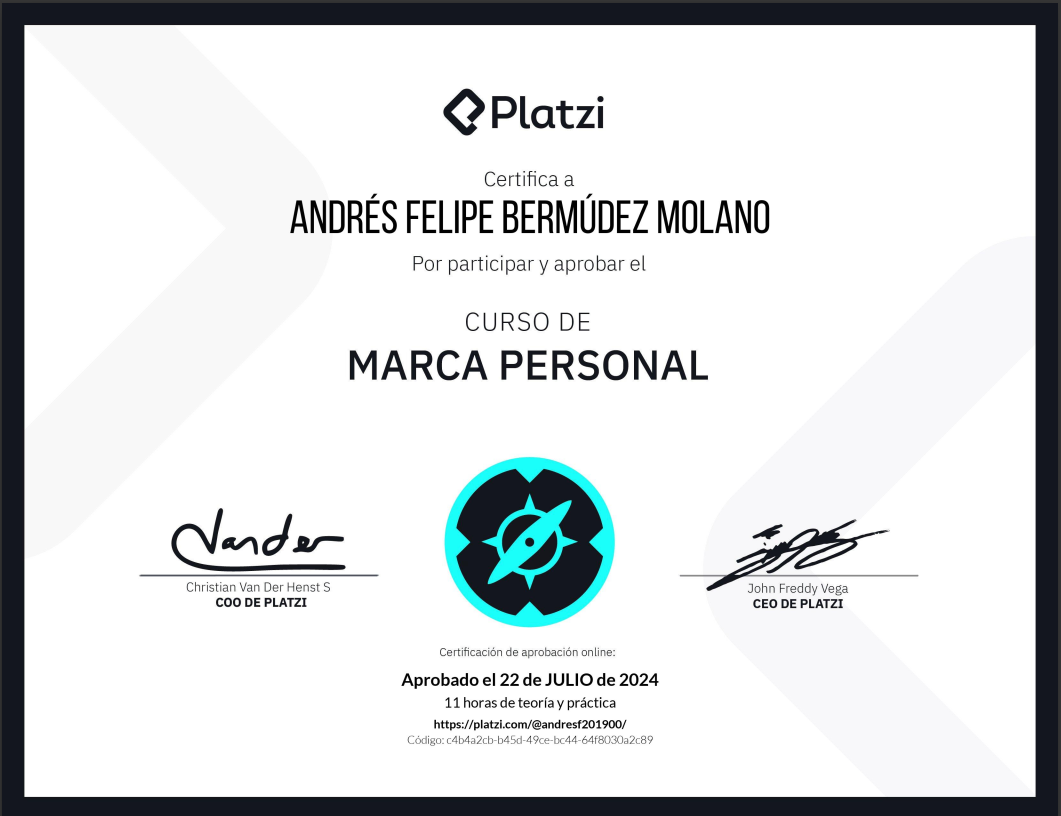 Platzi
Certifica a
ANDRÉS FELIPE BERMÚDEZ MOLANO
Por participar y aprobar el
CURSO DE
MARCA PERSONAL
Vander
Christian Van Der Henst S
COO DE PLATZI
John Freddy Vega
CEO DE PLATZI
Certificación de aprobación online:
Aprobado el 22 de JULIO de 2024
11 horas de teoría y práctica
https://platzi.com/@andresf201900/
Código: c4b4a2cb-b45d-49ce-bc44-64f8030a2c89